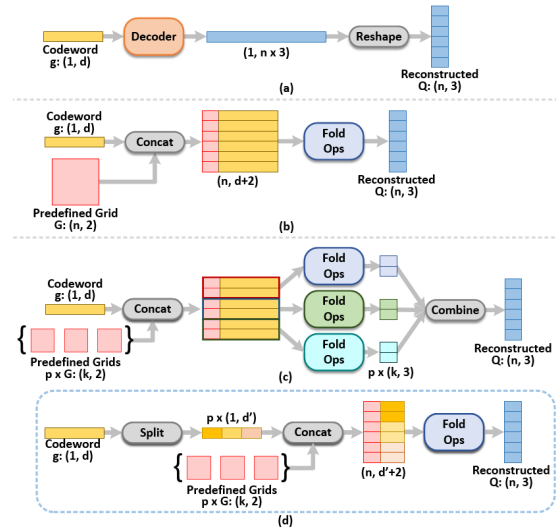 Codeword
g: (1, d)
Decoder
(1, n x 3)
Reshape
Reconstructed
Q: (n, 3)
(a)
Codeword
g: (1, d)
Concat
Predefined Grid
G: (n, 2)
(n, d+2)
Fold
Ops
Reconstructed
Q: (n, 3)
(b)
Codeword
g: (1, d)
Concat
{ }
Predefined Grids
p x G: (k, 2)
Fold
Ops
Fold
Ops
Fold
Ops
p x (k, 3)
Combine
Reconstructed
Q: (n, 3)
(c)
Codeword
g: (1, d)
Split
p x (1, d')
Concat
{ }
Predefined Grids
p x G: (k, 2)
(n, d'+2)
Fold
Ops
Reconstructed
Q: (n, 3)
(d)